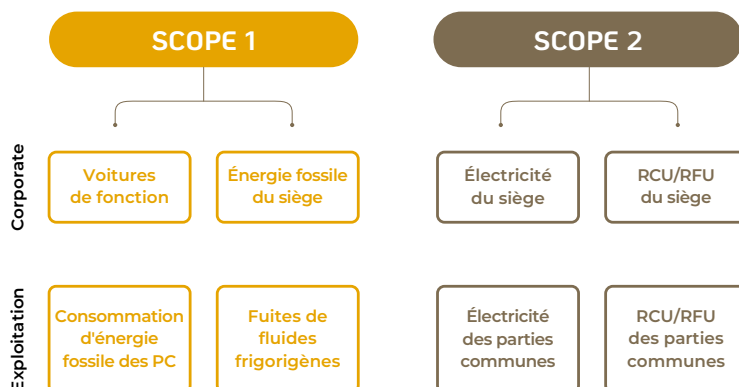 SCOPE 1
SCOPE 2
Corporate
Voitures
de fonction
Énergie fossile
du siège
Électricité
du siège
RCU/RFU
du siège
Exploitation
Consommation
d'énergie
fossile des PC
Fuites de
fluides
frigorigènes
Électricité
des parties
communes
RCU/RFU
des parties
communes